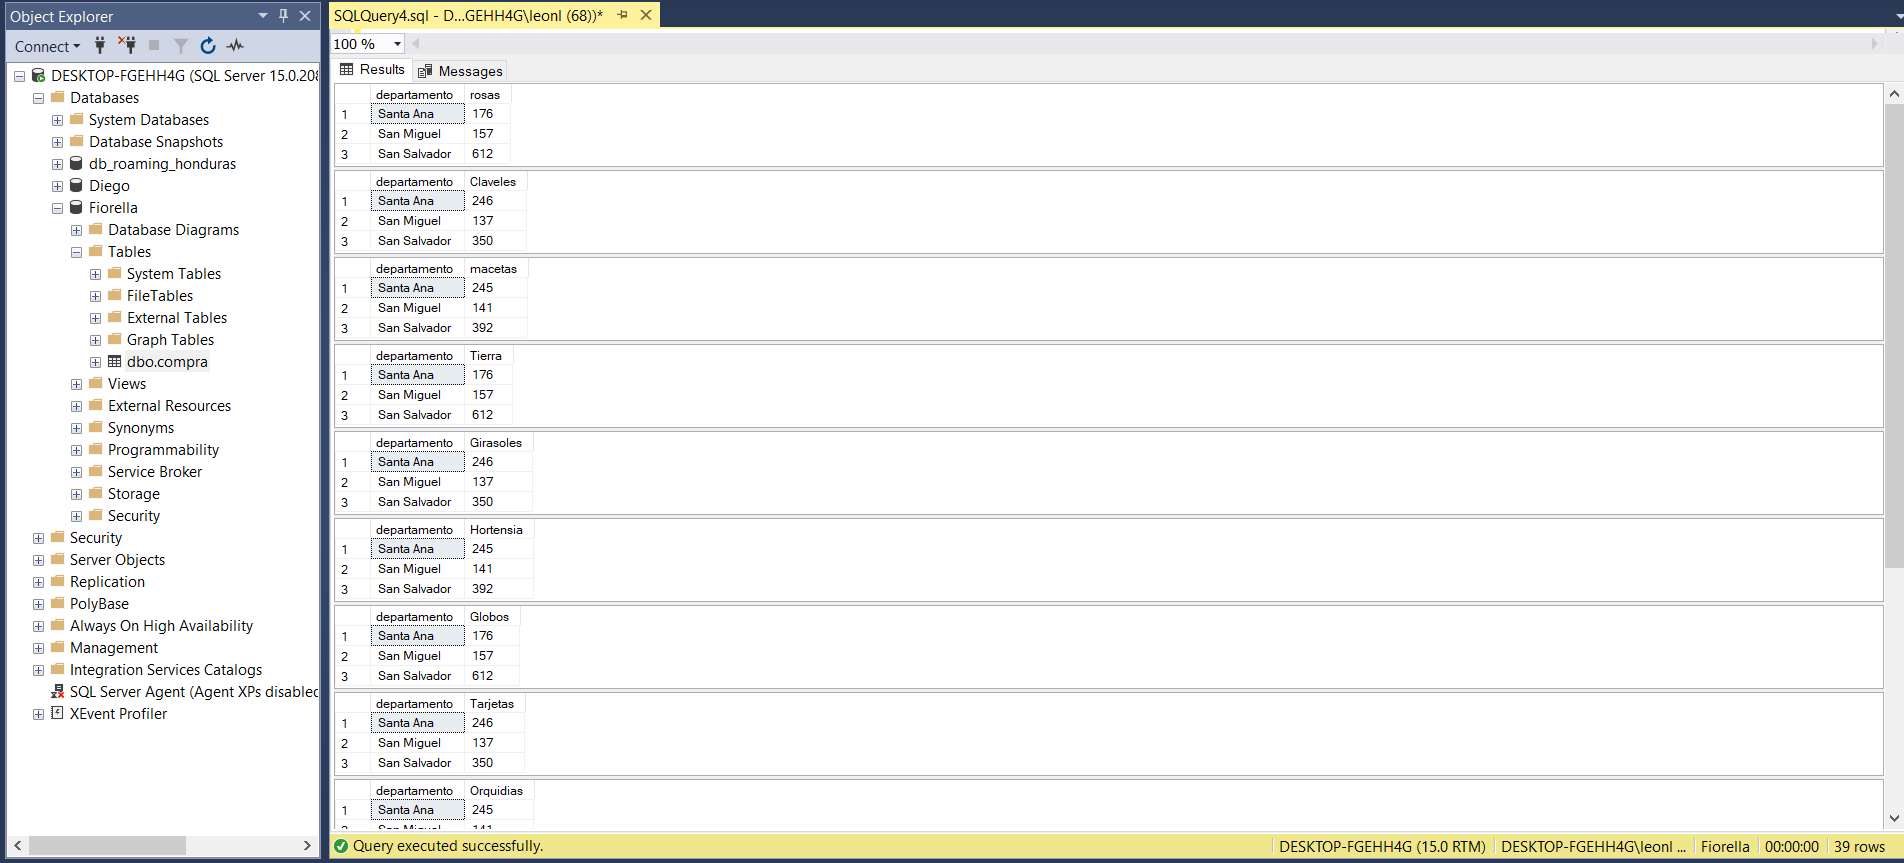 Object Explorer
Connect
DESKTOP-FGEHH4G (SQL Server 15.0.208
Databases
System Databases
Database Snapshots
db_roaming_honduras
Diego
Fiorella
Database Diagrams
Tables
System Tables
FileTables
External Tables
Graph Tables
dbo.compra
Views
External Resources
Synonyms
Programmability
Service Broker
Storage
Security
Security
Server Objects
Replication
PolyBase
Always On High Availability
Management
Integration Services Catalogs
SQL Server Agent (Agent XPs disabled
XEvent Profiler
SQLQuery4.sql - D...GEHH4G\leonl (68))*
100 %
Results Messages
departamento rosas
1 Santa Ana 176
2 San Miguel 157
3 San Salvador 612
departamento Claveles
1 Santa Ana 246
2 San Miguel 137
3 San Salvador 350
departamento macetas
1 Santa Ana 245
2 San Miguel 141
3 San Salvador 392
departamento Tierra
1 Santa Ana 176
2 San Miguel 157
3 San Salvador 612
departamento Girasoles
1 Santa Ana 246
2 San Miguel 137
3 San Salvador 350
departamento Hortensia
1 Santa Ana 245
2 San Miguel 141
3 San Salvador 392
departamento Globos
1 Santa Ana 176
2 San Miguel 157
3 San Salvador 612
departamento Tarjetas
1 Santa Ana 246
2 San Miguel 137
3 San Salvador 350
departamento Orquidias
1 Santa Ana 245
2 San Miguel 141
Query executed successfully.
DESKTOP-FGEHH4G (15.0 RTM) DESKTOP-FGEHH4G\leonl ... Fiorella 00:00:00 39 rows